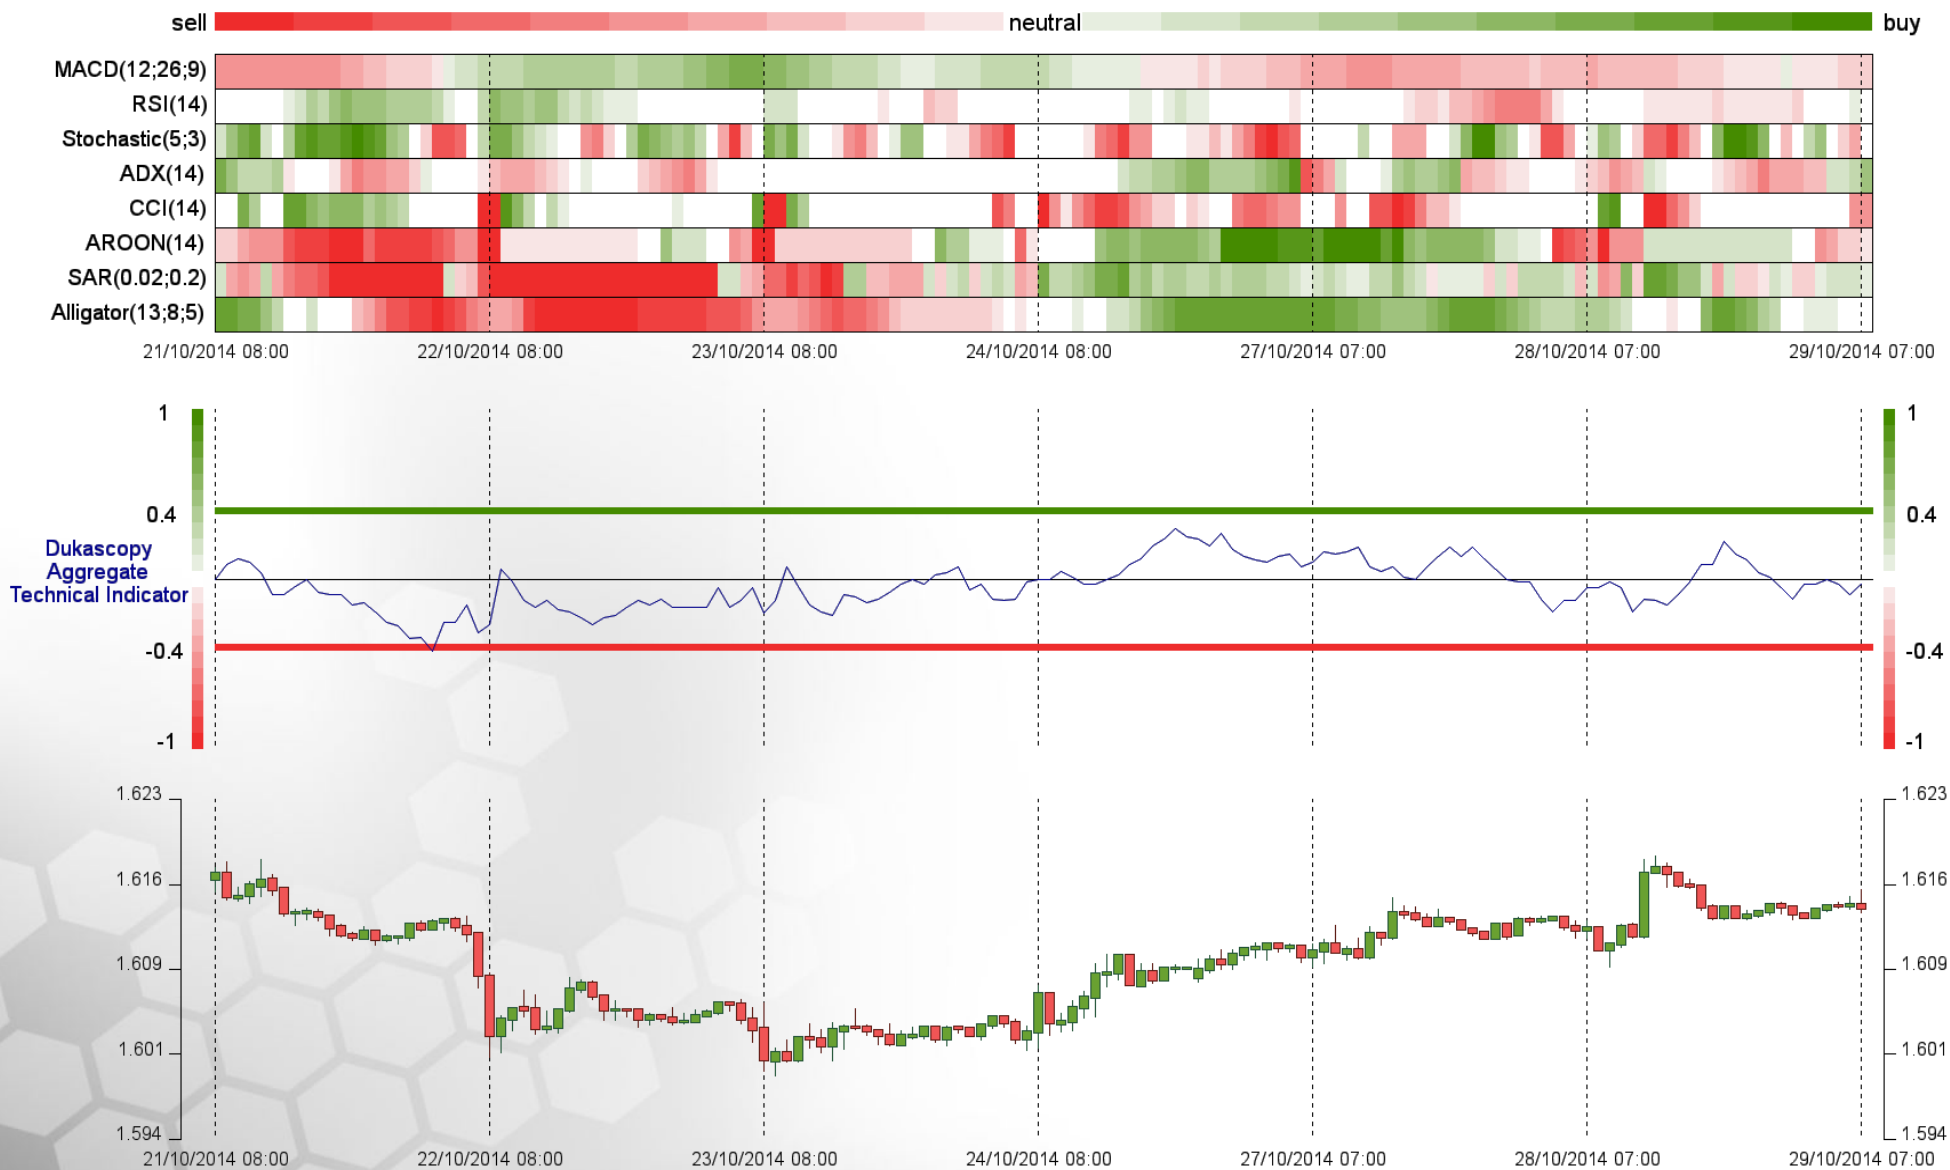 sell neutral buy
MACD(12;26;9)
RSI(14)
Stochastic(5;3)
ADX(14)
CCI(14)
AROON(14)
SAR(0.02;0.2)
Alligator(13;8;5)
21/10/2014 08:00 22/10/2014 08:00 23/10/2014 08:00 24/10/2014 08:00 27/10/2014 07:00 28/10/2014 07:00 29/10/2014 07:00
1 1
0.4 0.4
Dukascopy
Aggregate
Technical Indicator
-0.4 -0.4
-1 -1
1.623 1.623
1.616 1.616
1.609 1.609
1.601 1.601
1.594 1.594
21/10/2014 08:00 22/10/2014 08:00 23/10/2014 08:00 24/10/2014 08:00 27/10/2014 07:00 28/10/2014 07:00 29/10/2014 07:00